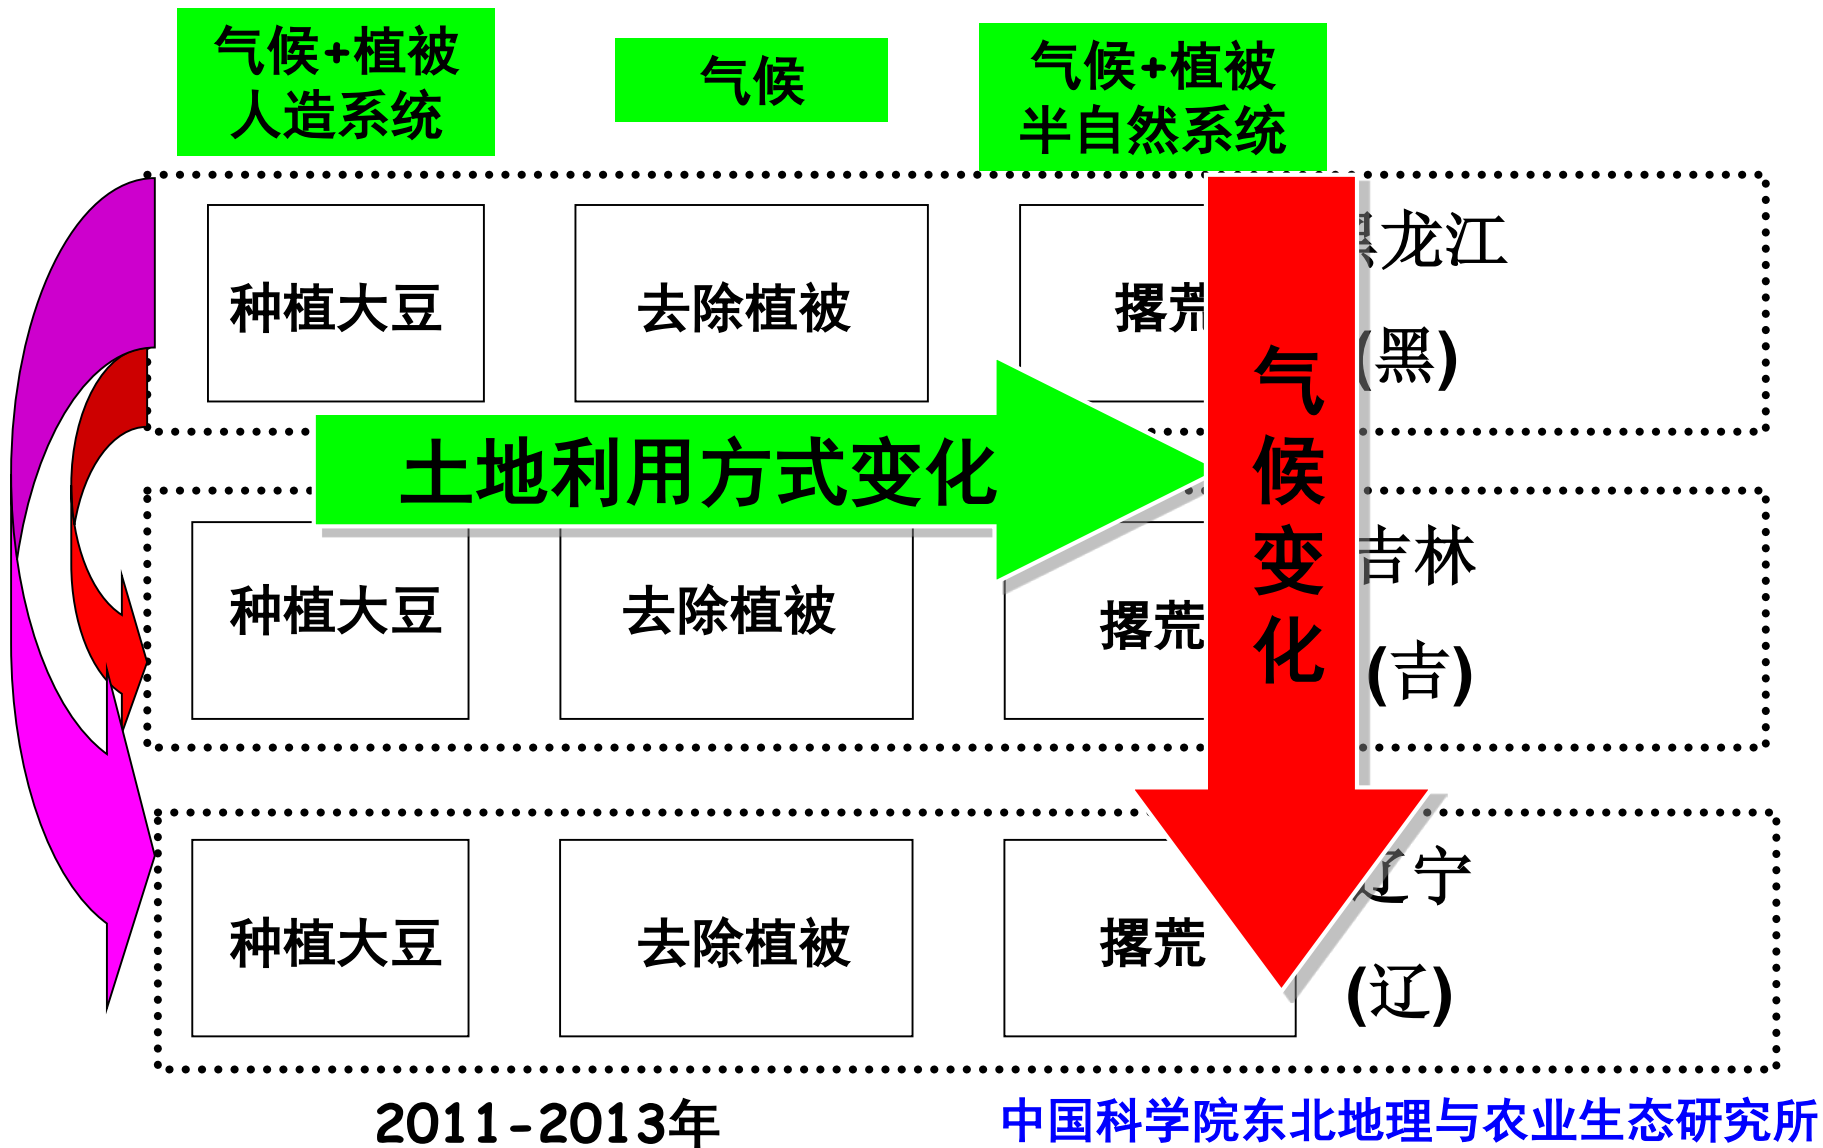 气候+植被
人造系统
气候
气候+植被
半自然系统
种植大豆
去除植被
撂荒
黑龙江
(黑)
土地利用方式变化
气候变化
种植大豆
去除植被
撂荒
吉林
(吉)
种植大豆
去除植被
撂荒
辽宁
(辽)
2011-2013年
中国科学院东北地理与农业生态研究所